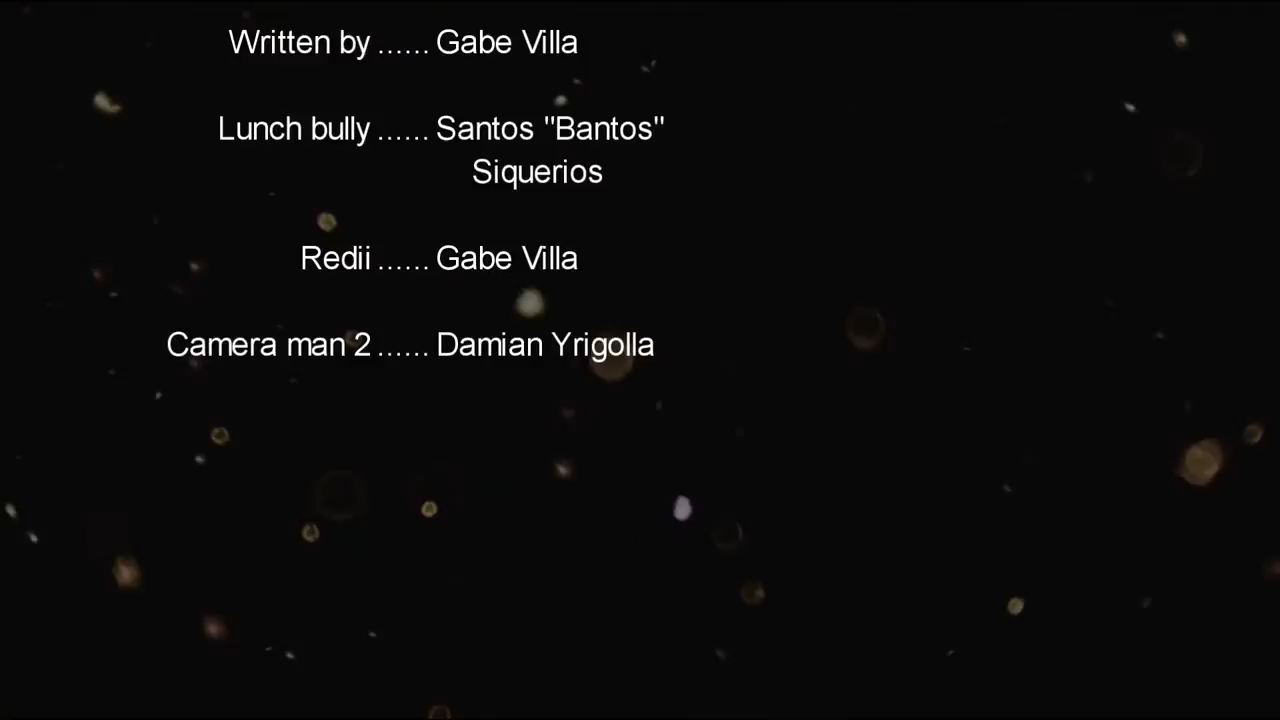 Written by ...... Gabe Villa
Lunch bully ...... Santos "Bantos"
Siquerios
Redii ...... Gabe Villa
Camera man 2 ...... Damian Yrigolla